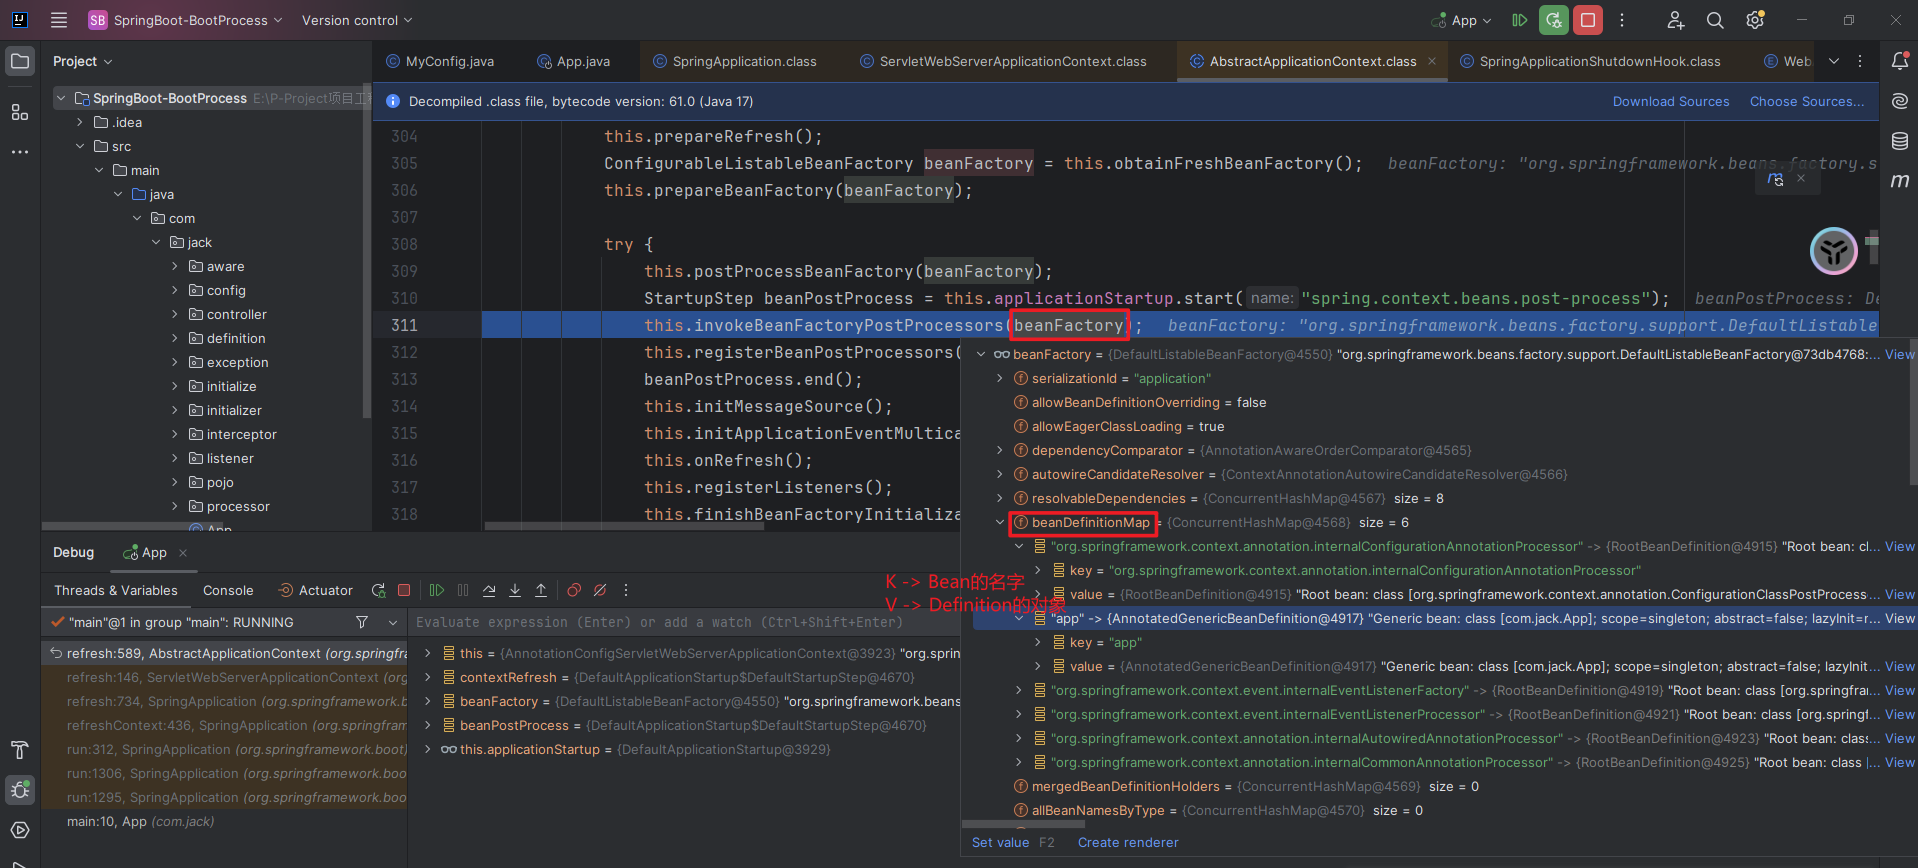 SB SpringBoot-BootProcess Version control App
Project
MyConfig.java App.java SpringApplication.class ServletWebServerApplicationContext.class AbstractApplicationContext.class SpringApplicationShutdownHook.class Web
SpringBoot-BootProcess E:\P-Project项目工程
Decompiled .class file, bytecode version: 61.0 (Java 17) Download Sources Choose Sources...
.idea
src
main
java
com
jack
aware
config
controller
definition
exception
initialize
initializer
interceptor
listener
pojo
processor
App
304 this.prepareRefresh();
305 ConfigurableListableBeanFactory beanFactory = this.obtainFreshBeanFactory(); beanFactory: "org.springframework.beans.factory.s
306 this.prepareBeanFactory(beanFactory);
307
308 try {
309 this.postProcessBeanFactory(beanFactory);
310 StartupStep beanPostProcess = this.applicationStartup.start( name: "spring.context.beans.post-process"); beanPostProcess: De
311 this.invokeBeanFactoryPostProcessors(beanFactory); beanFactory: "org.springframework.beans.factory.support.DefaultListable
312 this.registerBeanPostProcessors(
313 beanPostProcess.end();
314 this.initMessageSource();
315 this.initApplicationEventMultica
316 this.onRefresh();
317 this.registerListeners();
318 this.finishBeanFactoryInitializa
beanFactory = {DefaultListableBeanFactory@4550} "org.springframework.beans.factory.support.DefaultListableBeanFactory@73db4768:... View
serializationId = "application"
allowBeanDefinitionOverriding = false
allowEagerClassLoading = true
dependencyComparator = {AnnotationAwareOrderComparator@4565}
autowireCandidateResolver = {ContextAnnotationAutowireCandidateResolver@4566}
resolvableDependencies = {ConcurrentHashMap@4567} size = 8
beanDefinitionMap = {ConcurrentHashMap@4568} size = 6
"org.springframework.context.annotation.internalConfigurationAnnotationProcessor" -> {RootBeanDefinition@4915} "Root bean: cl... View
key = "org.springframework.context.annotation.internalConfigurationAnnotationProcessor"
value = {RootBeanDefinition@4915} "Root bean: class [org.springframework.context.annotation.ConfigurationClassPostProcess... View
"app" -> {AnnotatedGenericBeanDefinition@4917} "Generic bean: class [com.jack.App]; scope=singleton; abstract=false; lazyInit=n... View
key = "app"
value = {AnnotatedGenericBeanDefinition@4917} "Generic bean: class [com.jack.App]; scope=singleton; abstract=false; lazyInit... View
"org.springframework.context.event.internalEventListenerFactory" -> {RootBeanDefinition@4919} "Root bean: class [org.springfra... View
"org.springframework.context.event.internalEventListenerProcessor" -> {RootBeanDefinition@4921} "Root bean: class [org.springf... View
"org.springframework.context.annotation.internalAutowiredAnnotationProcessor" -> {RootBeanDefinition@4923} "Root bean: class... View
"org.springframework.context.annotation.internalCommonAnnotationProcessor" -> {RootBeanDefinition@4925} "Root bean: class [... View
mergedBeanDefinitionHolders = {ConcurrentHashMap@4569} size = 0
allBeanNamesByType = {ConcurrentHashMap@4570} size = 0
Set value F2 Create renderer
K -> Bean的名字
V -> Definition的对象
Debug App
Threads & Variables Console Actuator
"main"@1 in group "main": RUNNING
Evaluate expression (Enter) or add a watch (Ctrl+Shift+Enter)
refresh:589, AbstractApplicationContext (org.springfra
refresh:146, ServletWebServerApplicationContext (org
refresh:734, SpringApplication (org.springframework.b
refreshContext:436, SpringApplication (org.springfram
run:312, SpringApplication (org.springframework.boot)
run:1306, SpringApplication (org.springframework.boo
run:1295, SpringApplication (org.springframework.boo
main:10, App (com.jack)
this = {AnnotationConfigServletWebServerApplicationContext@3923} "org.sprin
contextRefresh = {DefaultApplicationStartup$DefaultStartupStep@4670}
beanFactory = {DefaultListableBeanFactory@4550} "org.springframework.beans
beanPostProcess = {DefaultApplicationStartup$DefaultStartupStep@4670}
this.applicationStartup = {DefaultApplicationStartup@3929}